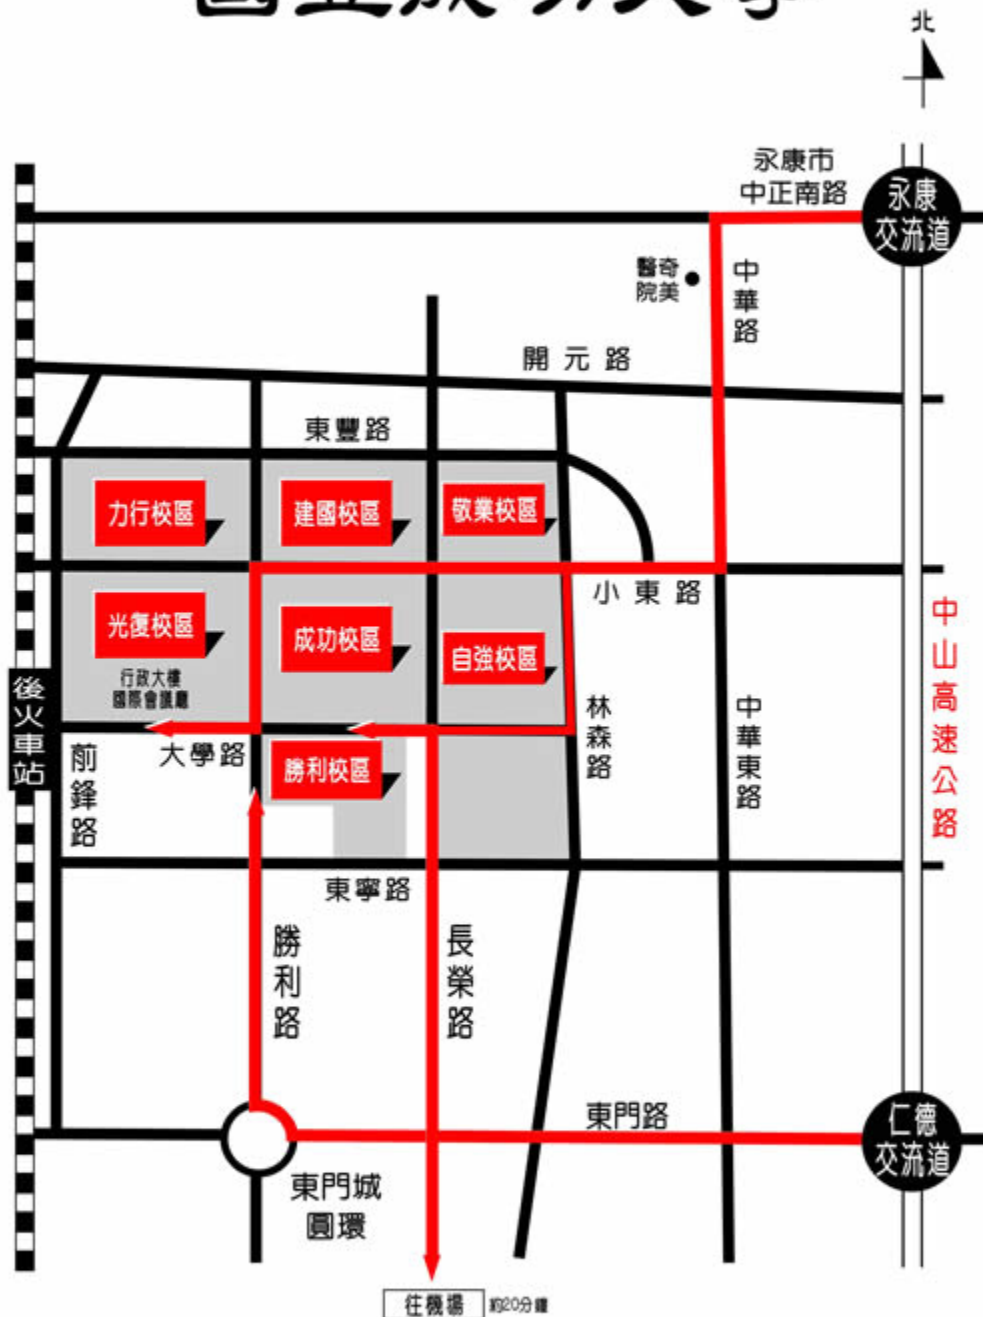 國立成功大學
北
永康市
中正南路
永康
交流道
奇美
醫院
中華路
開元路
東豐路
力行校區
建國校區
敬業校區
小東路
光復校區
成功校區
自強校區
行政大樓
國際會議廳
中山高速公路
後火車站
前鋒路
大學路
勝利校區
林森路
中華東路
東寧路
勝利路
長榮路
東門路
仁德
交流道
東門城
圓環
往機場 約20分鐘